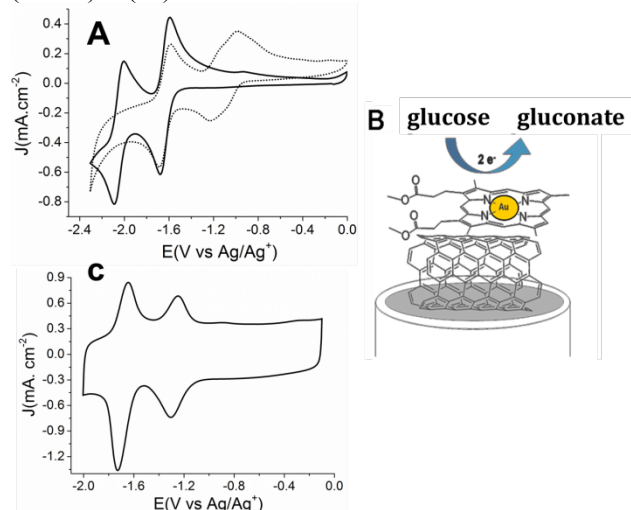 A
J(mA.cm-2)
0.4
0.2
0.0
-0.2
-0.4
-0.6
-0.8
-2.4 -2.0 -1.6 -1.2 -0.8 -0.4 0.0
E(V vs Ag/Ag+)
B
glucose gluconate
2 e-
O
O
N N
Au
N N
O
O
C
J(mA. cm-2)
0.9
0.6
0.3
0.0
-0.3
-0.6
-0.9
-1.2
-2.0 -1.6 -1.2 -0.8 -0.4 0.0
E(V vs Ag/Ag+)